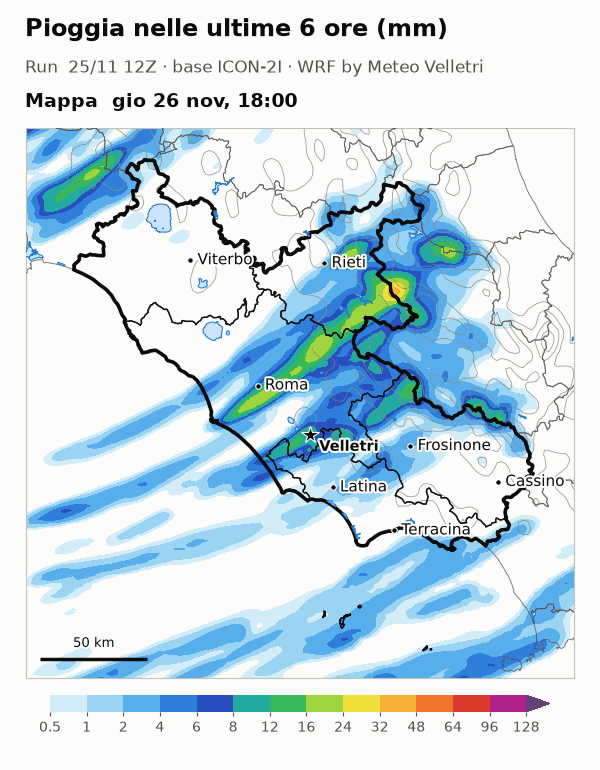 Pioggia nelle ultime 6 ore (mm)
Run 25/11 12Z · base ICON-2I · WRF by Meteo Velletri
Mappa gio 26 nov, 18:00
Viterbo
Rieti
Roma
Velletri
Frosinone
Latina
Cassino
Terracina
50 km
0.5 1 2 4 6 8 12 16 24 32 48 64 96 128